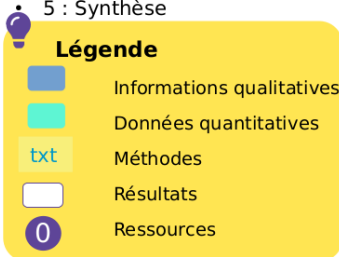 • 5 : Synthèse
Légende
Informations qualitatives
Données quantitatives
txt Méthodes
Résultats
0 Ressources